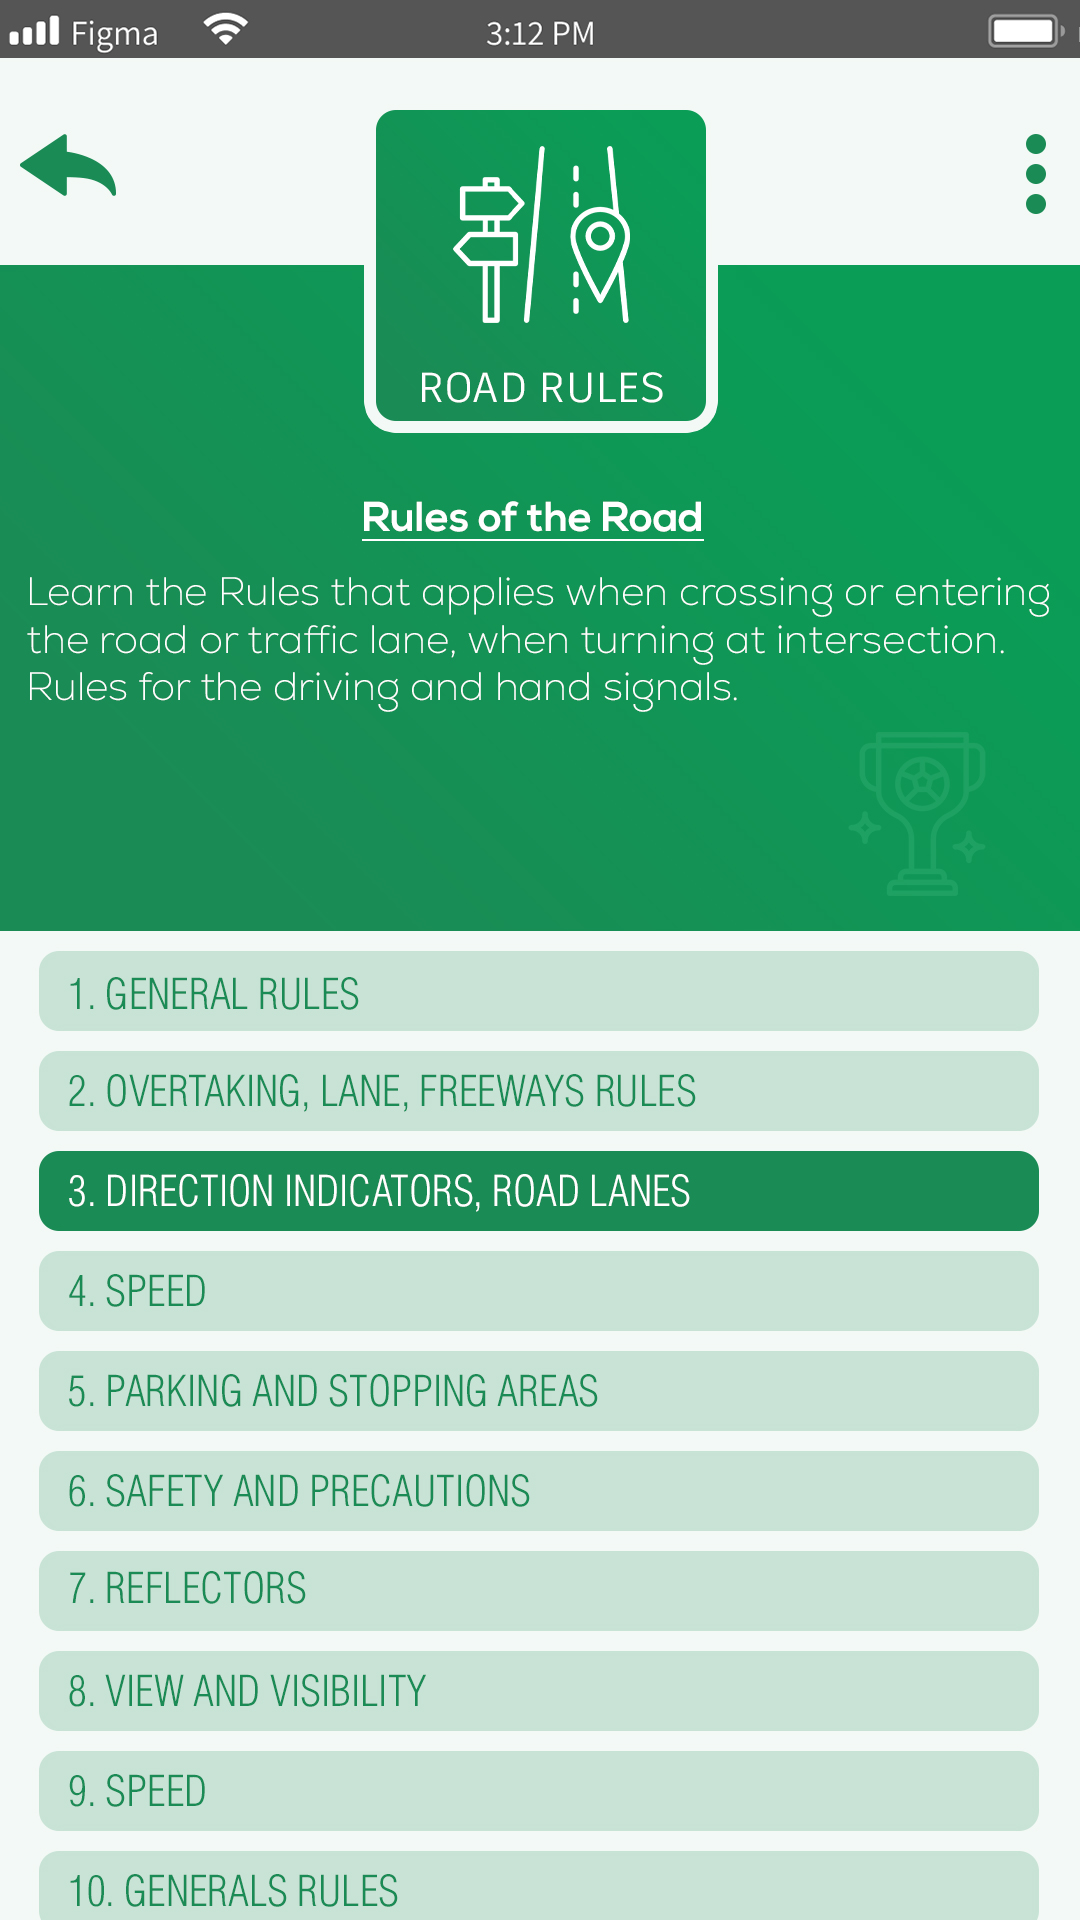 Figma
3:12 PM
ROAD RULES
Rules of the Road
Learn the Rules that applies when crossing or entering
the road or traffic lane, when turning at intersection.
Rules for the driving and hand signals.
1. GENERAL RULES
2. OVERTAKING, LANE, FREEWAYS RULES
3. DIRECTION INDICATORS, ROAD LANES
4. SPEED
5. PARKING AND STOPPING AREAS
6. SAFETY AND PRECAUTIONS
7. REFLECTORS
8. VIEW AND VISIBILITY
9. SPEED
10. GENERALS RULES